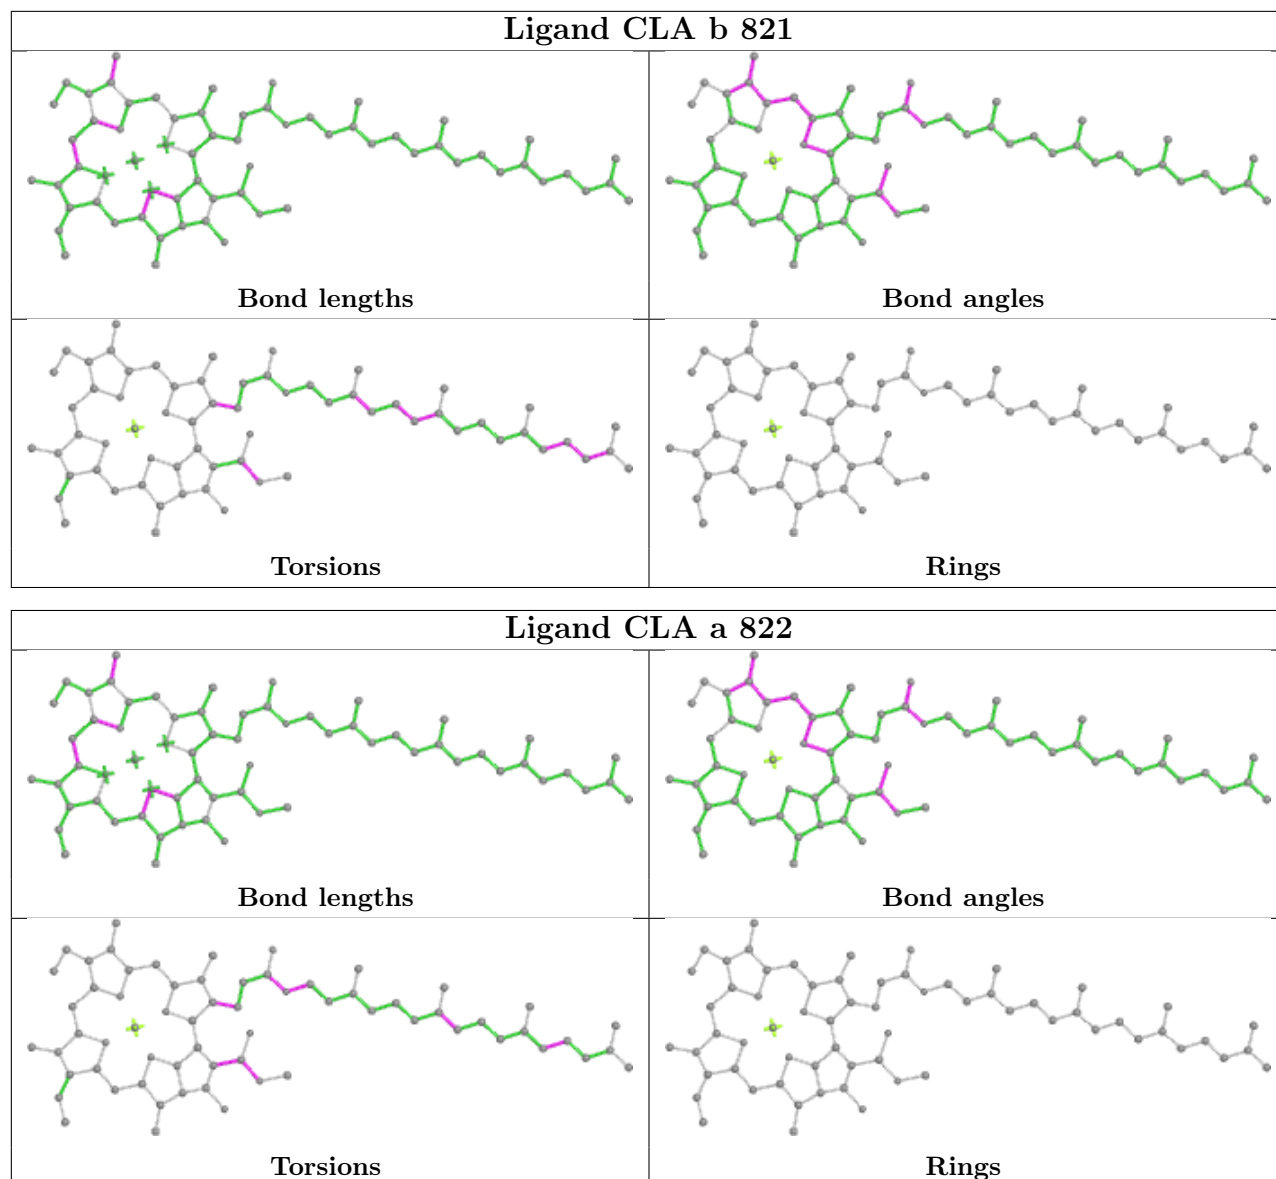 Ligand CLA b 821
Bond lengths
Bond angles
Torsions
Rings
Ligand CLA a 822
Bond lengths
Bond angles
Torsions
Rings